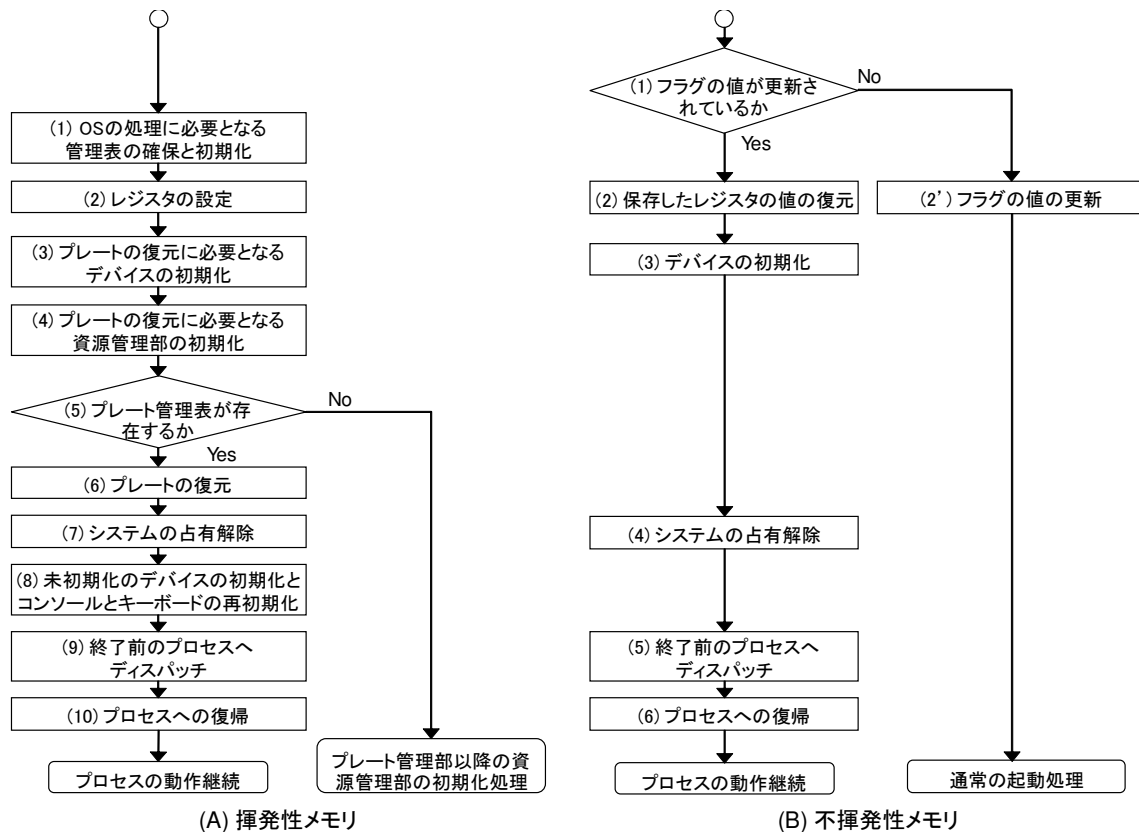 (1) OSの処理に必要となる
管理表の確保と初期化
(2) レジスタの設定
(3) プレートの復元に必要となる
デバイスの初期化
(4) プレートの復元に必要となる
資源管理部の初期化
(5) プレート管理表が存
在するか
No
Yes
(6) プレートの復元
(7) システムの占有解除
(8) 未初期化のデバイスの初期化と
コンソールとキーボードの再初期化
(9) 終了前のプロセスへ
ディスパッチ
(10) プロセスへの復帰
プロセスの動作継続
プレート管理部以降の資
源管理部の初期化処理
(A) 揮発性メモリ
(1) フラグの値が更新さ
れているか
No
Yes
(2) 保存したレジスタの値の復元
(2’) フラグの値の更新
(3) デバイスの初期化
(4) システムの占有解除
(5) 終了前のプロセスへ
ディスパッチ
(6) プロセスへの復帰
プロセスの動作継続
通常の起動処理
(B) 不揮発性メモリ